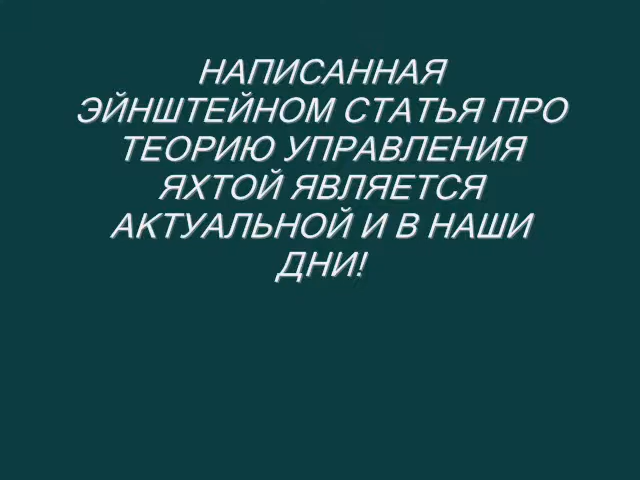 НАПИСАННАЯ
ЭЙНШТЕЙНОМ СТАТЬЯ ПРО
ТЕОРИЮ УПРАВЛЕНИЯ
ЯХТОЙ ЯВЛЯЕТСЯ
АКТУАЛЬНОЙ И В НАШИ
ДНИ!